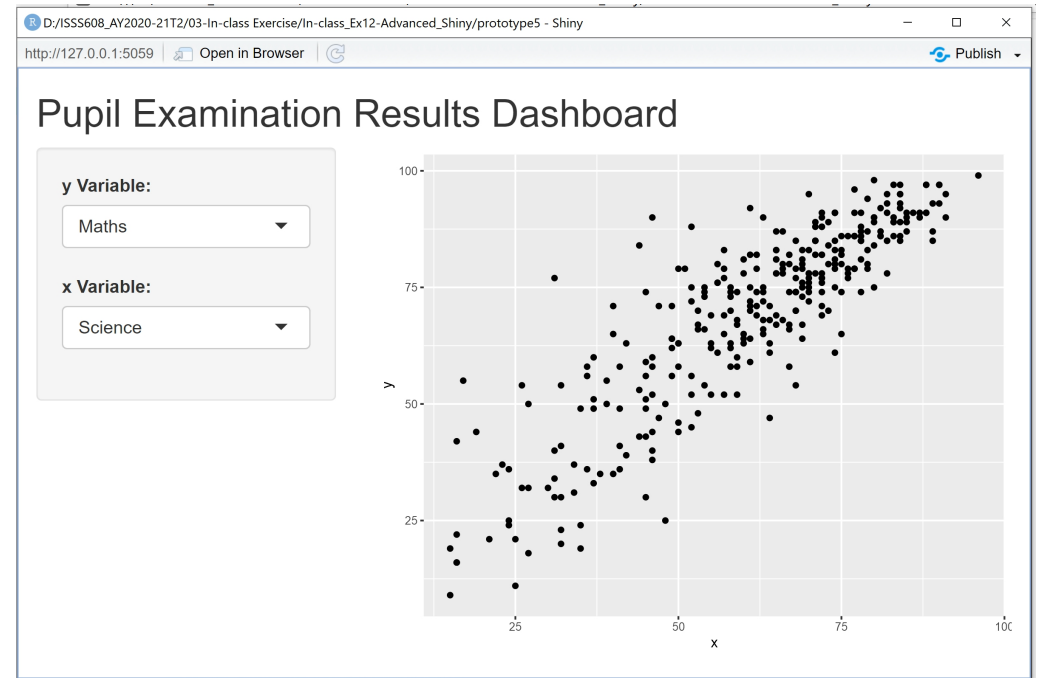 D:/ISSS608_AY2020-21T2/03-In-class Exercise/In-class_Ex12-Advanced_Shiny/prototype5 - Shiny
http://127.0.0.1:5059 Open in Browser Publish
Pupil Examination Results Dashboard
y Variable:
Maths
x Variable:
Science
100
75
50
25
y
25 50 75 100
x